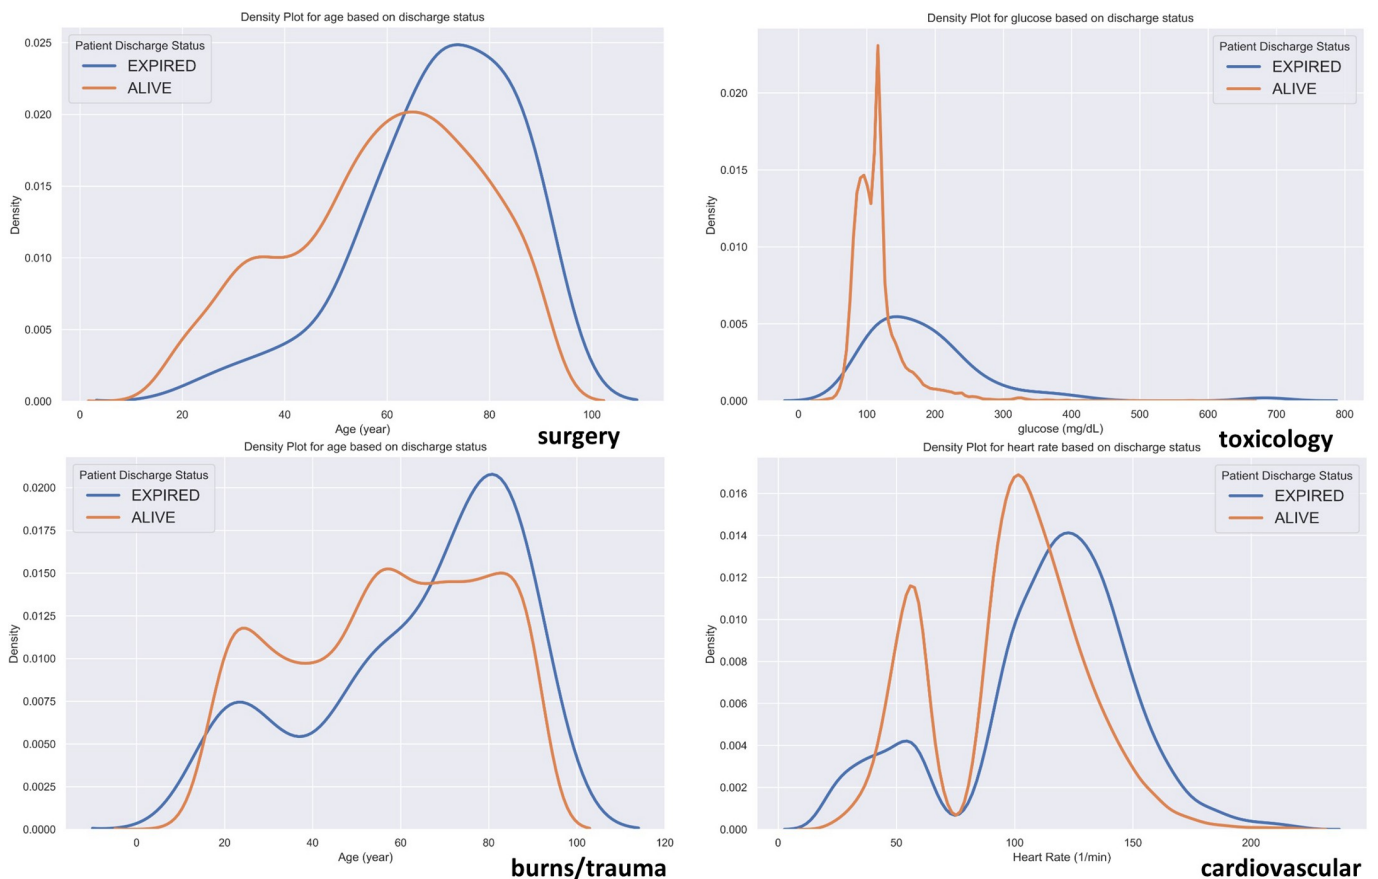 Density Plot for age based on discharge status
Patient Discharge Status
EXPIRED
ALIVE
0.025
0.020
0.015
0.010
0.005
0.000
Density
0 20 40 60 80 100
Age (year)
surgery
Density Plot for glucose based on discharge status
Patient Discharge Status
EXPIRED
ALIVE
0.020
0.015
0.010
0.005
0.000
Density
0 100 200 300 400 500 600 700 800
glucose (mg/dL)
toxicology
Density Plot for age based on discharge status
Patient Discharge Status
EXPIRED
ALIVE
0.0200
0.0175
0.0150
0.0125
0.0100
0.0075
0.0050
0.0025
0.0000
Density
0 20 40 60 80 100 120
Age (year)
burns/trauma
Density Plot for heart rate based on discharge status
Patient Discharge Status
EXPIRED
ALIVE
0.016
0.014
0.012
0.010
0.008
0.006
0.004
0.002
0.000
Density
0 50 100 150 200
Heart Rate (1/min)
cardiovascular